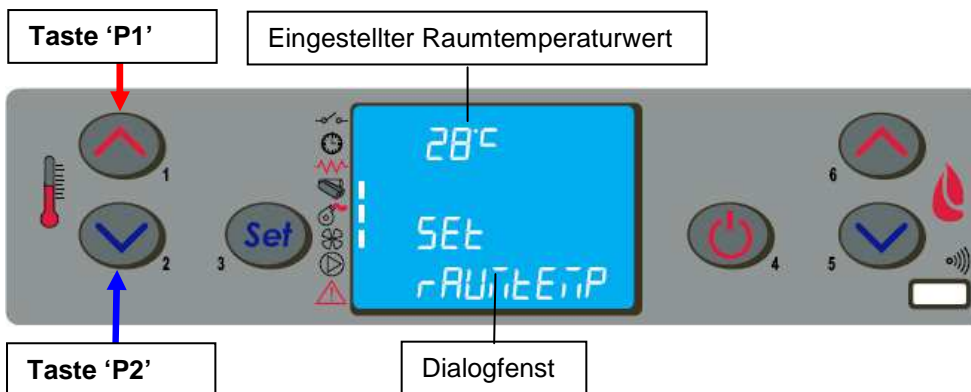 Taste 'P1'
Eingestellter Raumtemperaturwert
28°C
1
6
Set
SEt
2
3
4
5
rAUmtEmP
Taste 'P2'
Dialogfenst